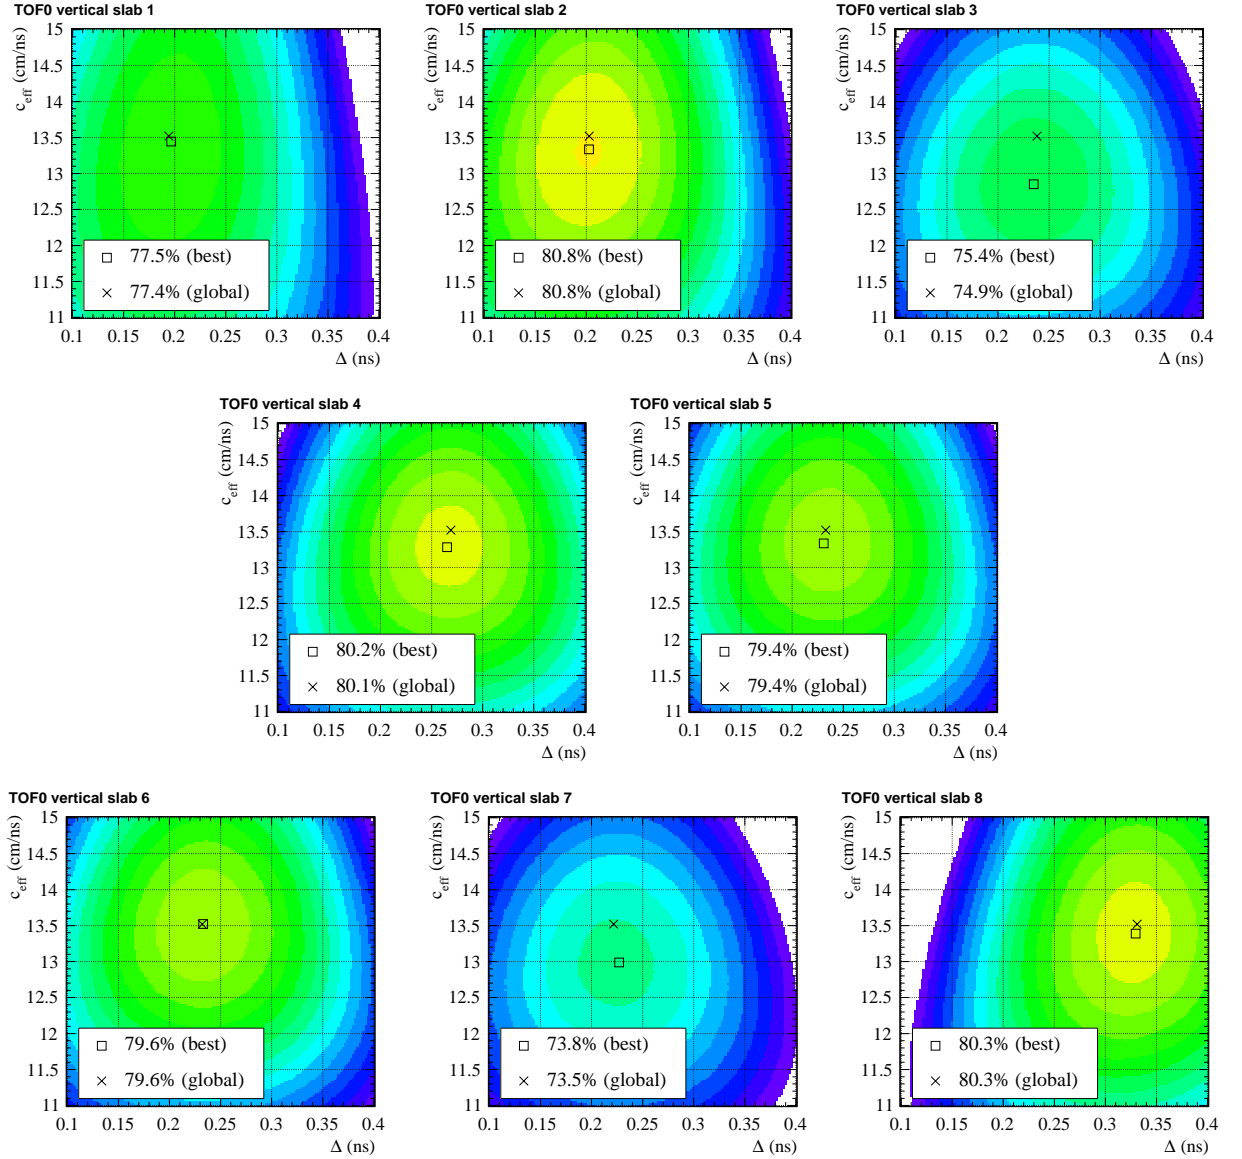 TOF0 vertical slab 1
c_eff (cm/ns)
15
14.5
14
13.5
13
12.5
12
11.5
11
77.5% (best)
77.4% (global)
0.1 0.15 0.2 0.25 0.3 0.35 0.4
Δ (ns)
TOF0 vertical slab 2
c_eff (cm/ns)
15
14.5
14
13.5
13
12.5
12
11.5
11
80.8% (best)
80.8% (global)
0.1 0.15 0.2 0.25 0.3 0.35 0.4
Δ (ns)
TOF0 vertical slab 3
c_eff (cm/ns)
15
14.5
14
13.5
13
12.5
12
11.5
11
75.4% (best)
74.9% (global)
0.1 0.15 0.2 0.25 0.3 0.35 0.4
Δ (ns)
TOF0 vertical slab 4
c_eff (cm/ns)
15
14.5
14
13.5
13
12.5
12
11.5
11
80.2% (best)
80.1% (global)
0.1 0.15 0.2 0.25 0.3 0.35 0.4
Δ (ns)
TOF0 vertical slab 5
c_eff (cm/ns)
15
14.5
14
13.5
13
12.5
12
11.5
11
79.4% (best)
79.4% (global)
0.1 0.15 0.2 0.25 0.3 0.35 0.4
Δ (ns)
TOF0 vertical slab 6
c_eff (cm/ns)
15
14.5
14
13.5
13
12.5
12
11.5
11
79.6% (best)
79.6% (global)
0.1 0.15 0.2 0.25 0.3 0.35 0.4
Δ (ns)
TOF0 vertical slab 7
c_eff (cm/ns)
15
14.5
14
13.5
13
12.5
12
11.5
11
73.8% (best)
73.5% (global)
0.1 0.15 0.2 0.25 0.3 0.35 0.4
Δ (ns)
TOF0 vertical slab 8
c_eff (cm/ns)
15
14.5
14
13.5
13
12.5
12
11.5
11
80.3% (best)
80.3% (global)
0.1 0.15 0.2 0.25 0.3 0.35 0.4
Δ (ns)